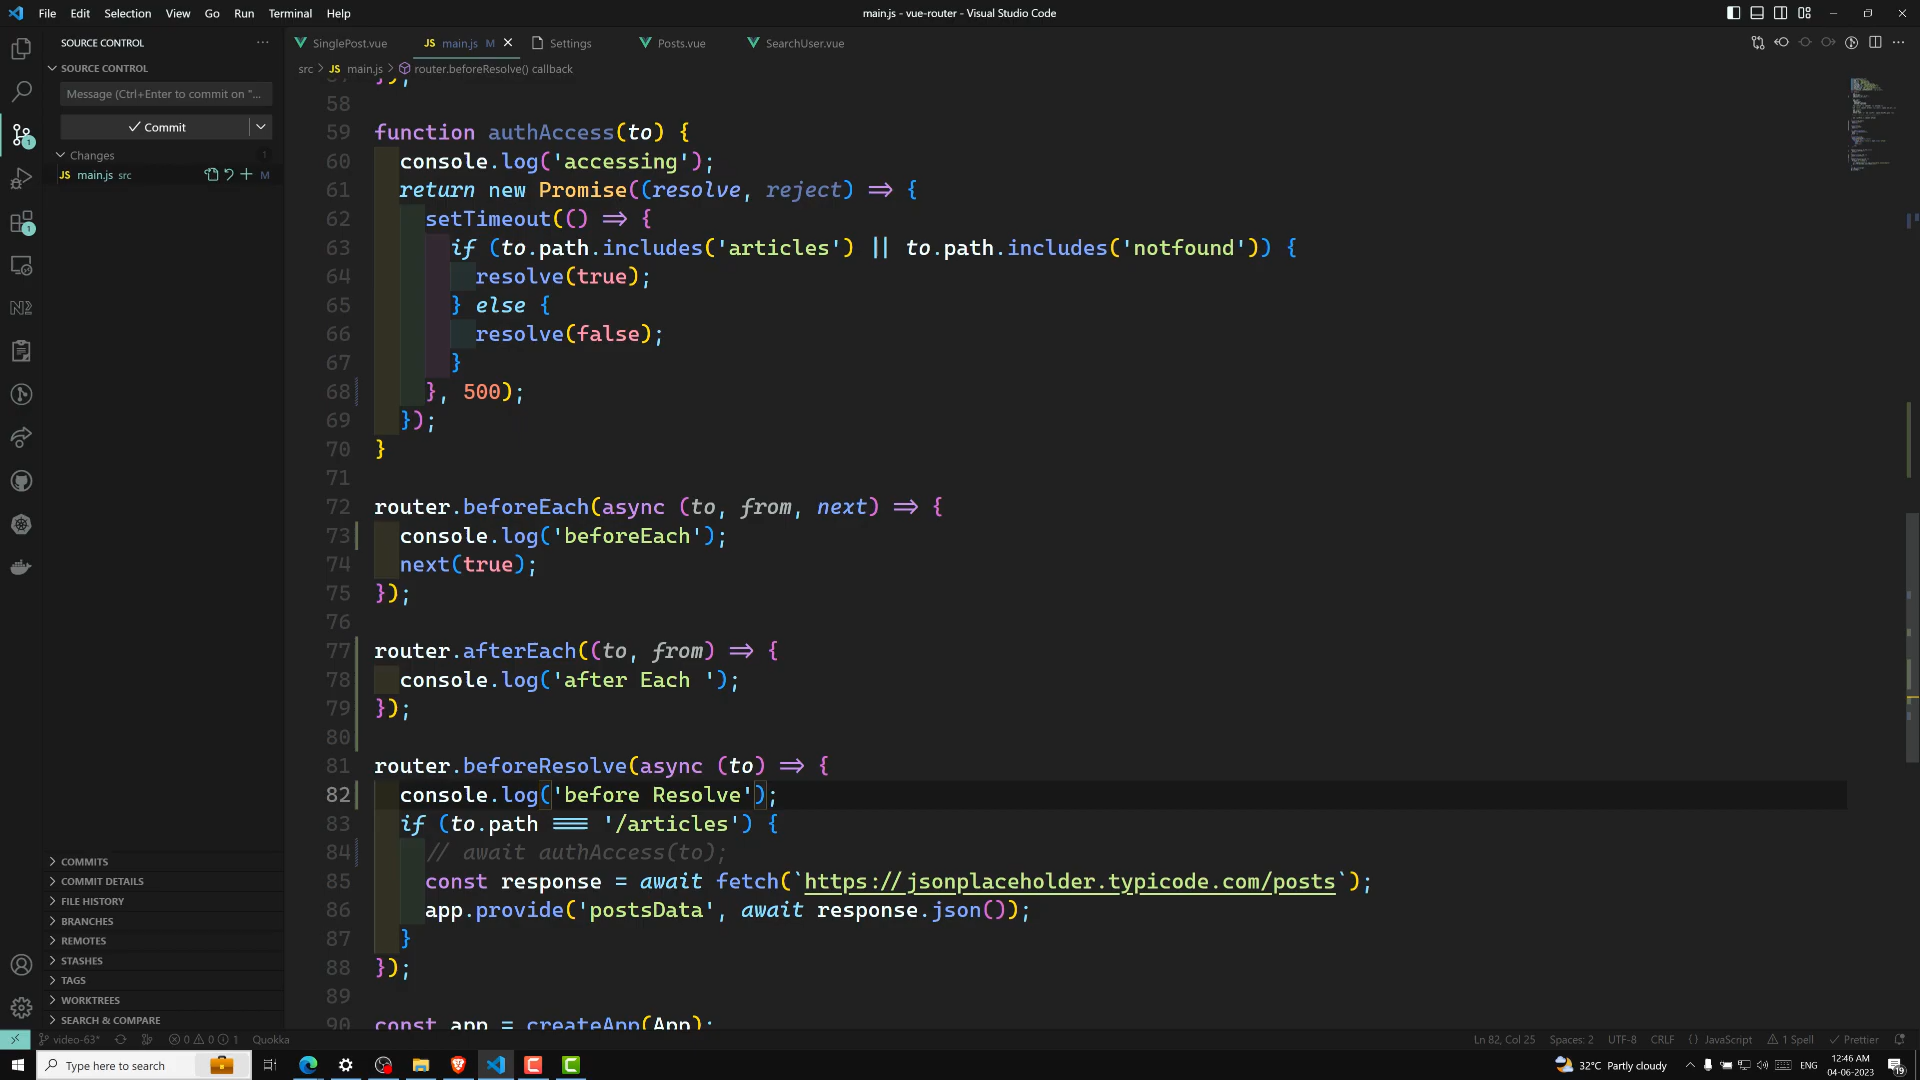 File Edit Selection View Go Run Terminal Help
main.js - vue-router - Visual Studio Code
SOURCE CONTROL
SinglePost.vue
JS main.js M
Settings
Posts.vue
SearchUser.vue
SOURCE CONTROL
src > JS main.js > router.beforeResolve() callback
Message (Ctrl+Enter to commit on "...
Commit
Changes 1
JS main.js src M
58
59 function authAccess(to) {
60 console.log('accessing');
61 return new Promise((resolve, reject) => {
62 setTimeout(() => {
63 if (to.path.includes('articles') || to.path.includes('notfound')) {
64 resolve(true);
65 } else {
66 resolve(false);
67 }
68 }, 500);
69 });
70 }
71
72 router.beforeEach(async (to, from, next) => {
73 console.log('beforeEach');
74 next(true);
75 });
76
77 router.afterEach((to, from) => {
78 console.log('after Each ');
79 });
80
81 router.beforeResolve(async (to) => {
82 console.log('before Resolve');
83 if (to.path === '/articles') {
84 // await authAccess(to);
85 const response = await fetch(`https://jsonplaceholder.typicode.com/posts`);
86 app.provide('postsData', await response.json());
87 }
88 });
89
90 const app = createApp(App);
COMMITS
COMMIT DETAILS
FILE HISTORY
BRANCHES
REMOTES
STASHES
TAGS
WORKTREES
SEARCH & COMPARE
video-63* 0 0 1 Quokka
Ln 82, Col 25 Spaces: 2 UTF-8 CRLF {} JavaScript 1 Spell Prettier
Type here to search
32°C Partly cloudy
ENG
12:46 AM
04-06-2023
19